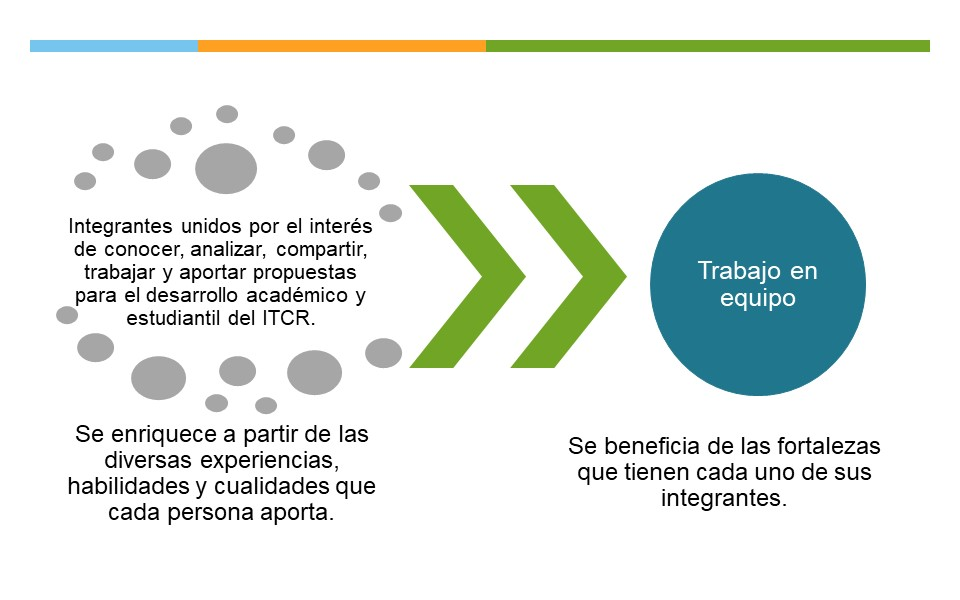 Integrantes unidos por el interés
de conocer, analizar, compartir,
trabajar y aportar propuestas
para el desarrollo académico y
estudiantil del ITCR.
Se enriquece a partir de las
diversas experiencias,
habilidades y cualidades que
cada persona aporta.
Trabajo en
equipo
Se beneficia de las fortalezas
que tienen cada uno de sus
integrantes.